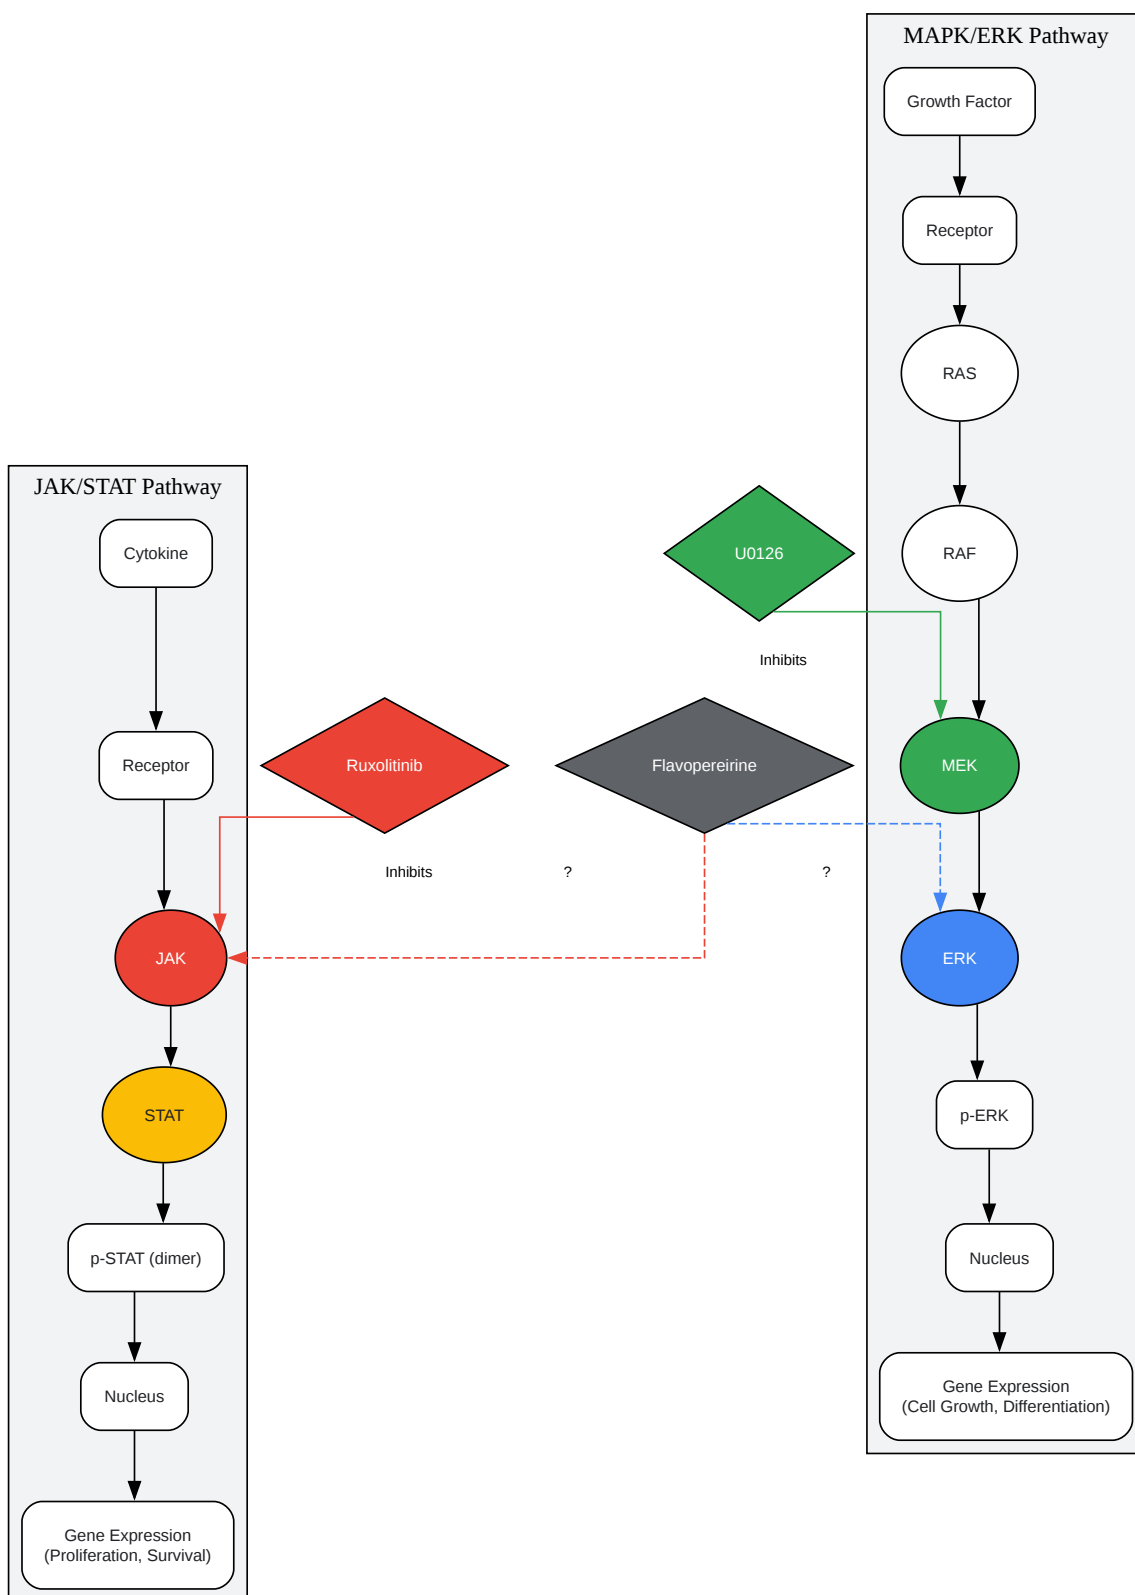 MAPK/ERK Pathway
Growth Factor
Receptor
RAS
RAF
MEK
ERK
p-ERK
Nucleus
Gene Expression
(Cell Growth, Differentiation)
U0126
Inhibits
Flavopereirine
?
?
Ruxolitinib
Inhibits
JAK/STAT Pathway
Cytokine
Receptor
JAK
STAT
p-STAT (dimer)
Nucleus
Gene Expression
(Proliferation, Survival)